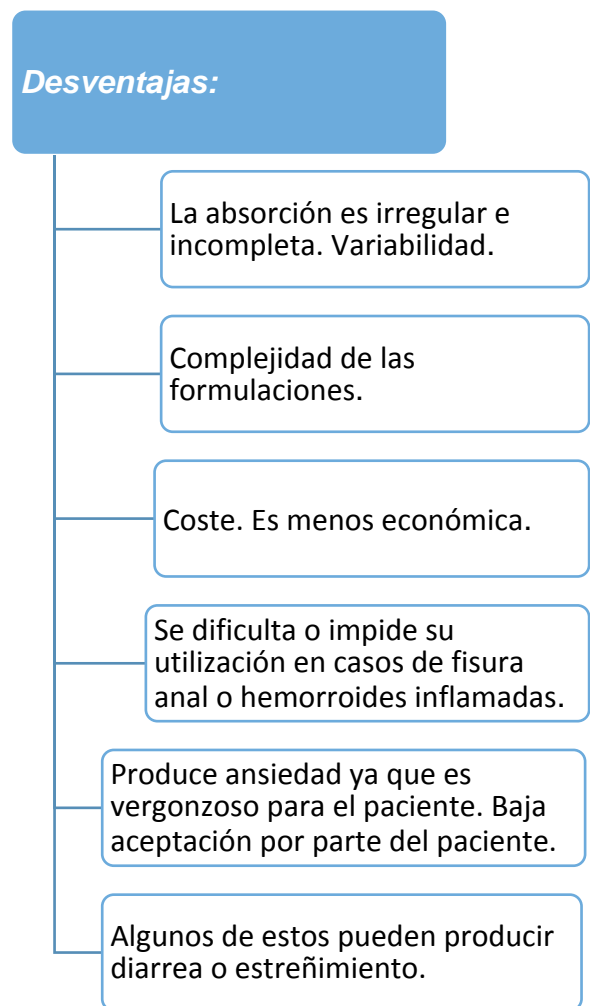 Desventajas:
La absorción es irregular e
incompleta. Variabilidad.
Complejidad de las
formulaciones.
Coste. Es menos económica.
Se dificulta o impide su
utilización en casos de fisura
anal o hemorroides inflamadas.
Produce ansiedad ya que es
vergonzoso para el paciente. Baja
aceptación por parte del paciente.
Algunos de estos pueden producir
diarrea o estreñimiento.